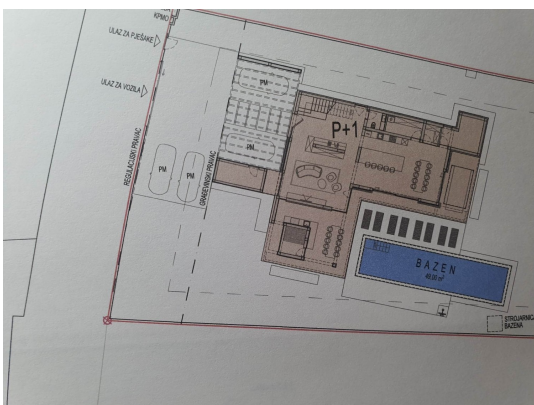 KPMO
ULAZ ZA PJEŠAKE
ULAZ ZA VOZILA
REGULACIJSKI PRAVAC
GRAĐEVINSKI PRAVAC
PM
PM
PM
PM
P+1
BAZEN
STROJARNICA
BAZENA